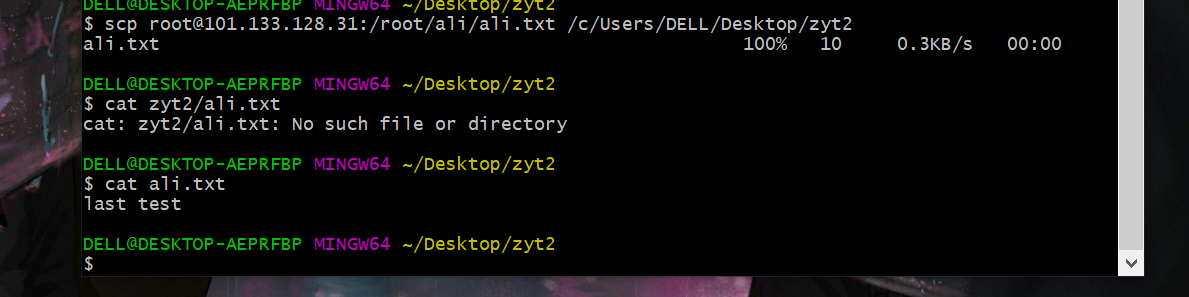 DELL@DESKTOP-AEPRFBP MINGW64 ~/Desktop/zyt2
$ scp root@101.133.128.31:/root/ali/ali.txt /c/Users/DELL/Desktop/zyt2
ali.txt 100% 10 0.3KB/s 00:00
DELL@DESKTOP-AEPRFBP MINGW64 ~/Desktop/zyt2
$ cat zyt2/ali.txt
cat: zyt2/ali.txt: No such file or directory
DELL@DESKTOP-AEPRFBP MINGW64 ~/Desktop/zyt2
$ cat ali.txt
last test
DELL@DESKTOP-AEPRFBP MINGW64 ~/Desktop/zyt2
$